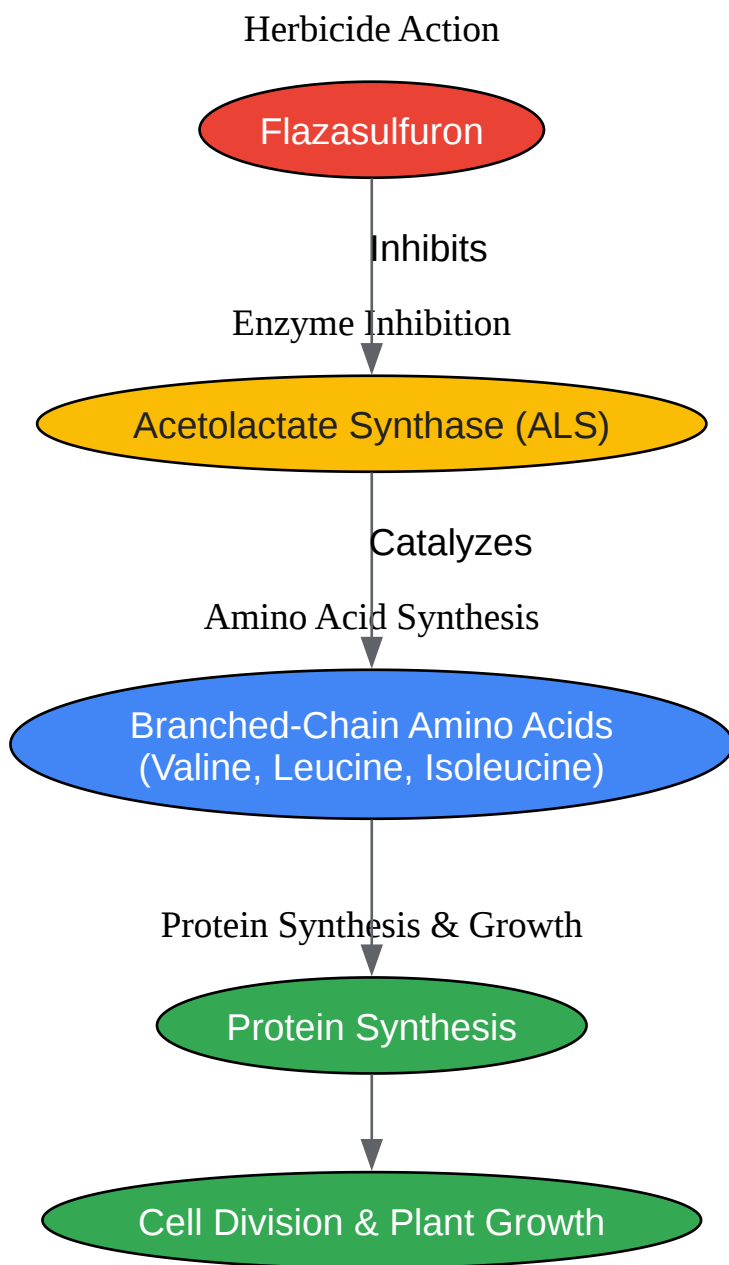 Herbicide Action
Flazasulfuron
Inhibits
Enzyme Inhibition
Acetolactate Synthase (ALS)
Catalyzes
Amino Acid Synthesis
Branched-Chain Amino Acids
(Valine, Leucine, Isoleucine)
Protein Synthesis & Growth
Protein Synthesis
Cell Division & Plant Growth